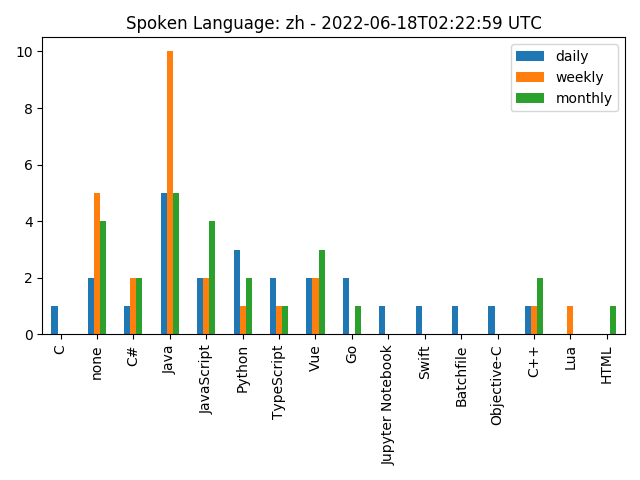 Spoken Language: zh - 2022-06-18T02:22:59 UTC
daily
weekly
monthly
10
8
6
4
2
0
C
none
C#
Java
JavaScript
Python
TypeScript
Vue
Go
Jupyter Notebook
Swift
Batchfile
Objective-C
C++
Lua
HTML